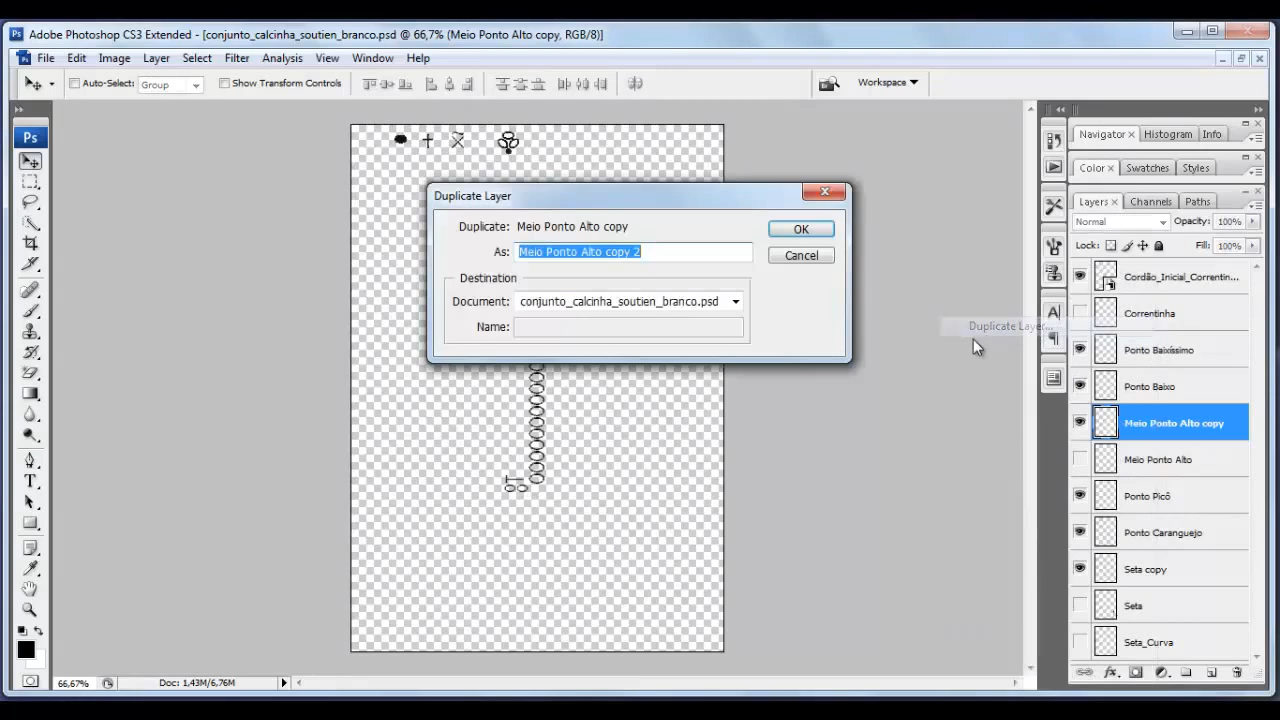 Adobe Photoshop CS3 Extended - [conjunto_calcinha_soutien_branco.psd @ 66,7% (Meio Ponto Alto copy, RGB/8)]
File Edit Image Layer Select Filter Analysis View Window Help
Auto-Select: Group Show Transform Controls Workspace
Ps
Navigator × Histogram Info
Color × Swatches Styles
Layers × Channels Paths
Normal Opacity: 100%
Lock: Fill: 100%
Cordão_Inicial_Correntin...
Correntinha
Ponto Baixíssimo
Ponto Baixo
Meio Ponto Alto copy
Meio Ponto Alto
Ponto Picô
Ponto Caranguejo
Seta copy
Seta
Seta_Curva
Duplicate Layer
Duplicate: Meio Ponto Alto copy
As: Meio Ponto Alto copy 2
Destination
Document: conjunto_calcinha_soutien_branco.psd
Name:
OK
Cancel
Duplicate Layer...
66,67% Doc: 1,43M/6,76M